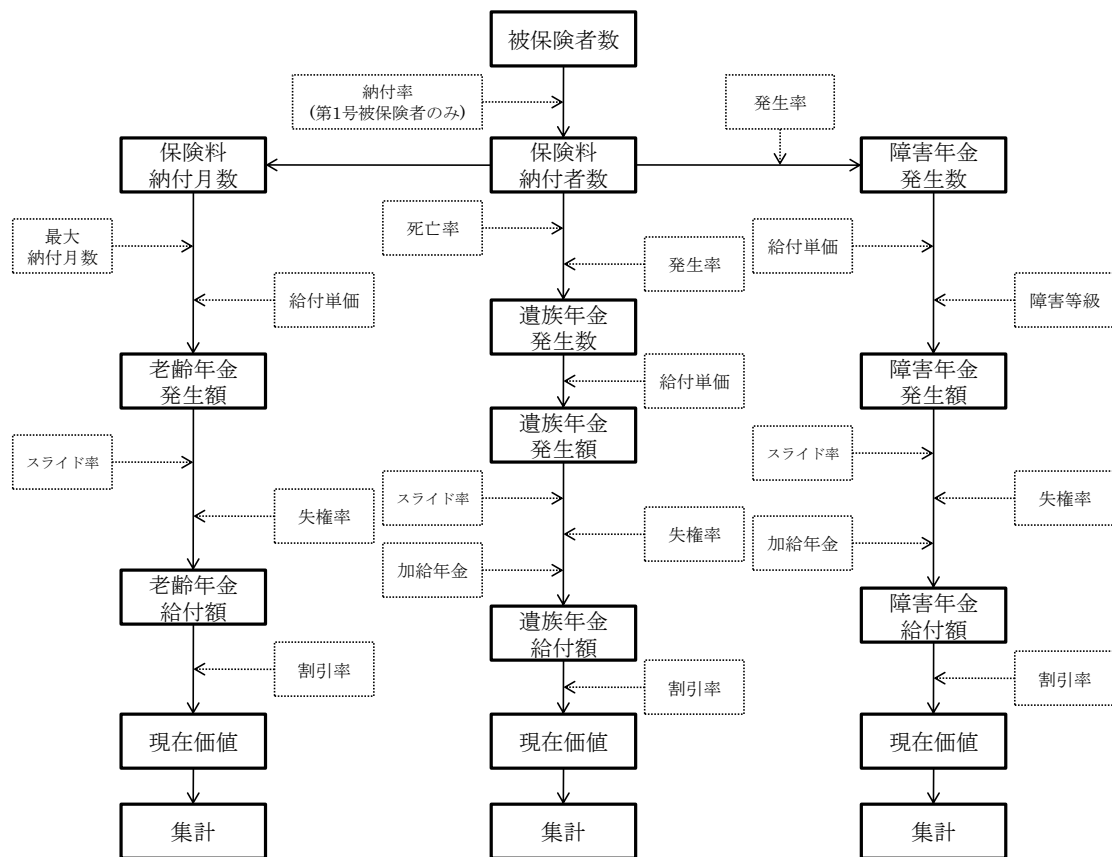 被保険者数
納付率
(第1号被保険者のみ)
発生率
保険料
納付月数
保険料
納付者数
障害年金
発生数
最大
納付月数
死亡率
給付単価
発生率
給付単価
障害等級
遺族年金
発生数
老齢年金
発生額
給付単価
障害年金
発生額
遺族年金
発生額
スライド率
スライド率
スライド率
失権率
失権率
失権率
加給年金
加給年金
老齢年金
給付額
遺族年金
給付額
障害年金
給付額
割引率
割引率
割引率
現在価値
現在価値
現在価値
集計
集計
集計